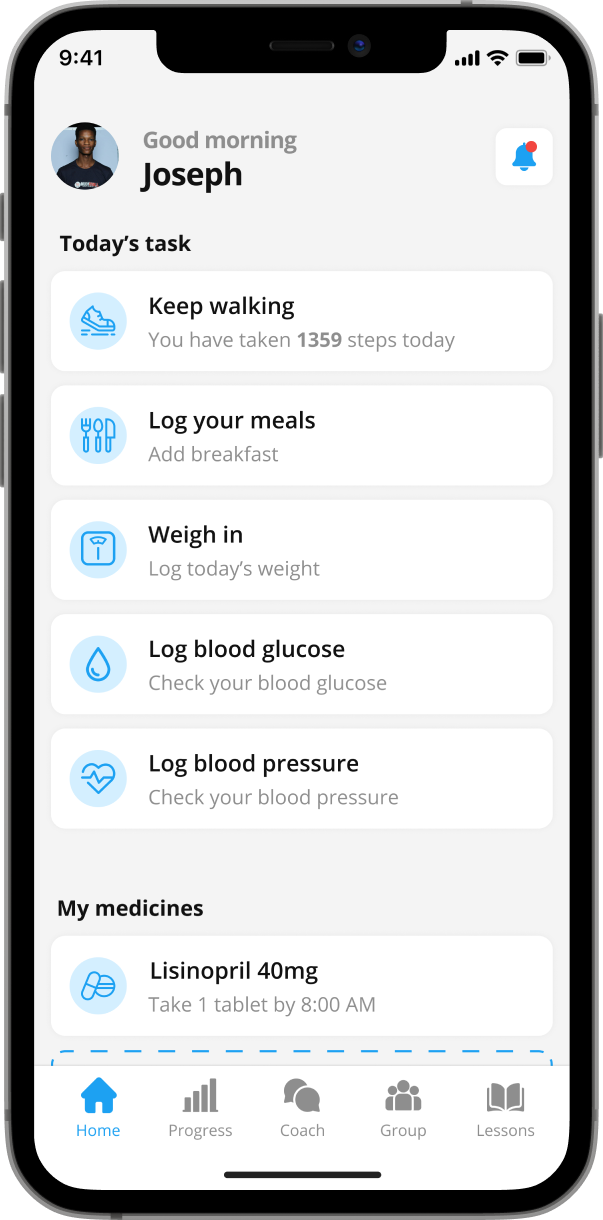 9:41
Good morning
Joseph
Today’s task
Keep walking
You have taken 1359 steps today
Log your meals
Add breakfast
Weigh in
Log today’s weight
Log blood glucose
Check your blood glucose
Log blood pressure
Check your blood pressure
My medicines
Lisinopril 40mg
Take 1 tablet by 8:00 AM
Home
Progress
Coach
Group
Lessons